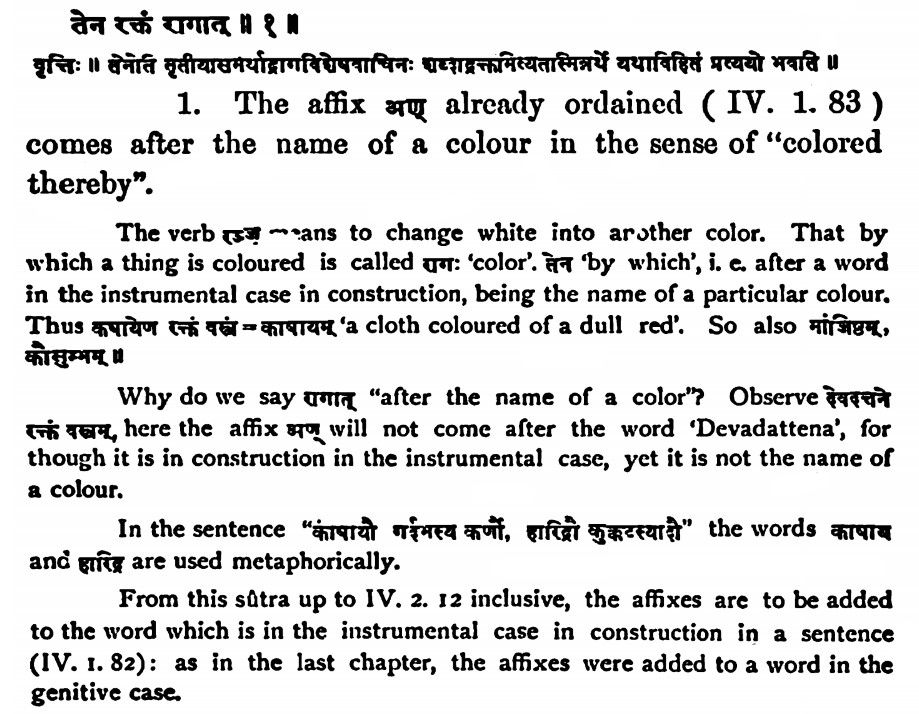 तेन रक्तं रागात् ॥ १ ॥
वृत्तिः ॥ तेनेति तृतीयासमर्थाद्रागविशेषवाचिनः शब्दाद्रक्तमित्यतास्मिन्नर्थे यथाविहितं प्रत्ययो भवति ॥
1. The affix अण् already ordained ( IV. 1. 83 )
comes after the name of a colour in the sense of “colored
thereby”.
The verb रञ्ज् means to change white into another color. That by
which a thing is coloured is called रागः ‘color’. तेन ‘by which’, i. e. after a word
in the instrumental case in construction, being the name of a particular colour.
Thus कषायेण रक्तं वस्त्रं = काषायम् ‘a cloth coloured of a dull red’. So also मांजिष्ठम्,
कौसुम्भम् ॥
Why do we say रागात् “after the name of a color”? Observe देवदत्तने
रक्तं वस्त्रम्, here the affix अण् will not come after the word ‘Devadattena’, for
though it is in construction in the instrumental case, yet it is not the name of
a colour.
In the sentence “कांषायौ गर्दभस्य कर्णौ, हारिद्रौ कुक्कटस्यादौ” the words काषाय
and हारिद्र are used metaphorically.
From this sûtra up to IV. 2. 12 inclusive, the affixes are to be added
to the word which is in the instrumental case in construction in a sentence
(IV. 1. 82): as in the last chapter, the affixes were added to a word in the
genitive case.